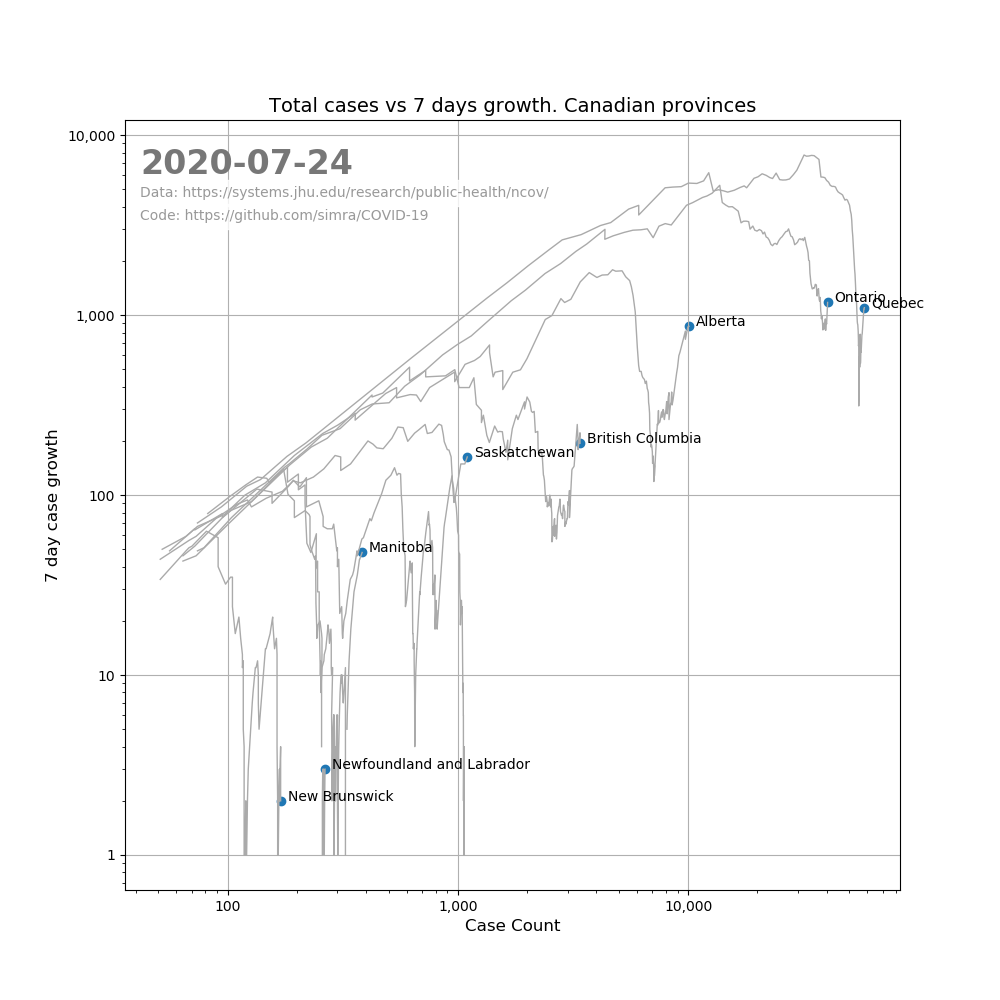 Total cases vs 7 days growth. Canadian provinces
10,000
2020-07-24
Data: https://systems.jhu.edu/research/public-health/ncov/
Code: https://github.com/simra/COVID-19
Ontario
Quebec
1,000
Alberta
British Columbia
Saskatchewan
100
7 day case growth
Manitoba
10
Newfoundland and Labrador
New Brunswick
1
100
1,000
10,000
Case Count